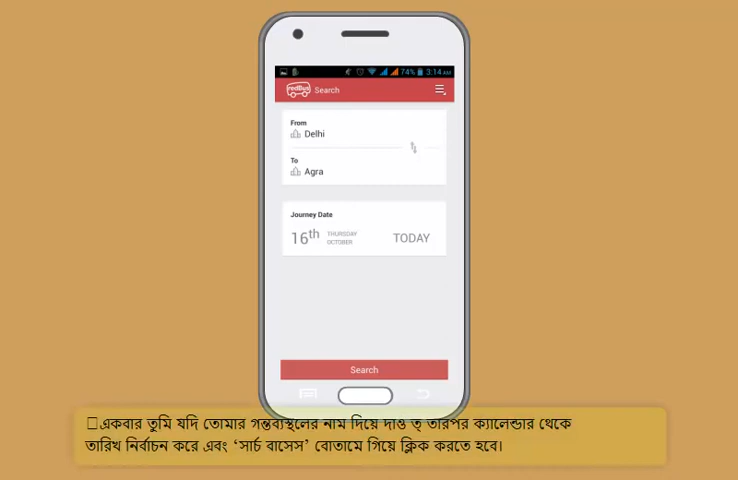 74% 3:14 AM
redBus Search
From
Delhi
To
Agra
Journey Date
16th THURSDAY OCTOBER TODAY
Search
একবার তুমি যদি তোমার গন্তব্যস্থলের নাম দিয়ে দাও ত্ তারপর ক্যালেন্ডার থেকে
তারিখ নির্বাচন করে এবং ‘সার্চ বাসেস’ বোতামে গিয়ে ক্লিক করতে হবে।